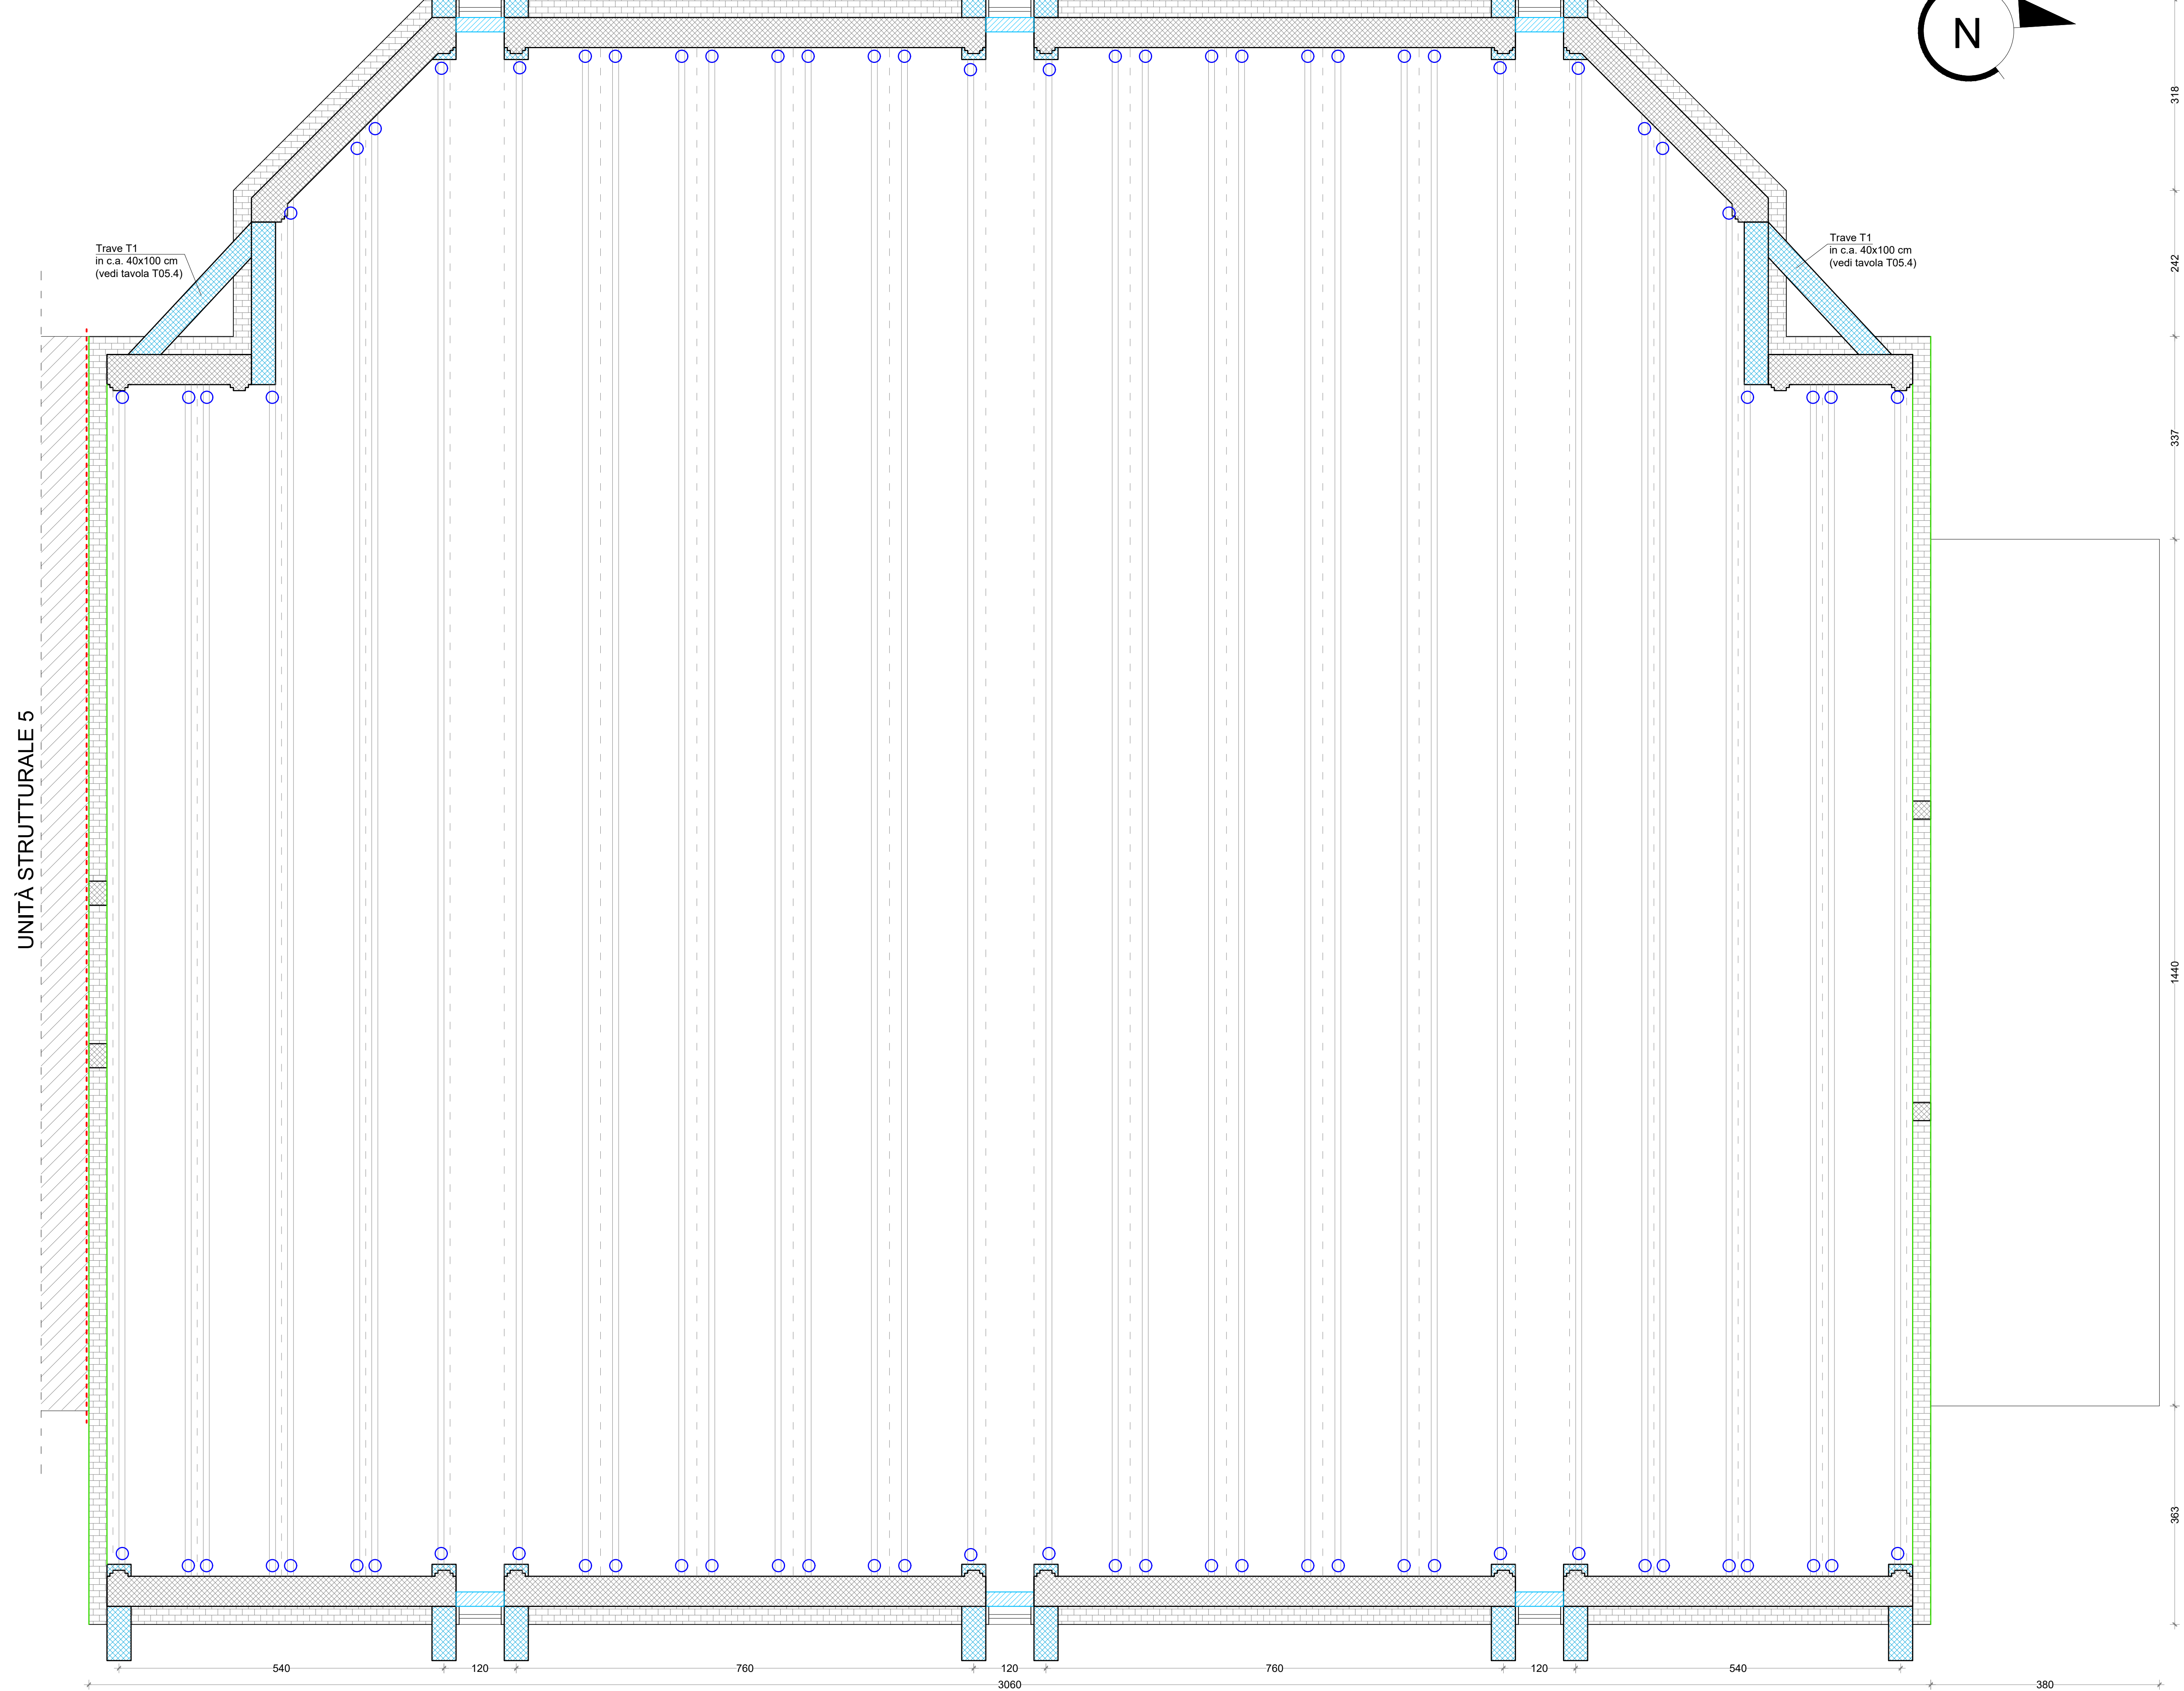 N
318
Trave T1
in c.a. 40x100 cm
(vedi tavola T05.4)
Trave T1
in c.a. 40x100 cm
(vedi tavola T05.4)
242
337
UNITÀ STRUTTURALE 5
1440
363
540
120
760
120
760
120
540
3060
380